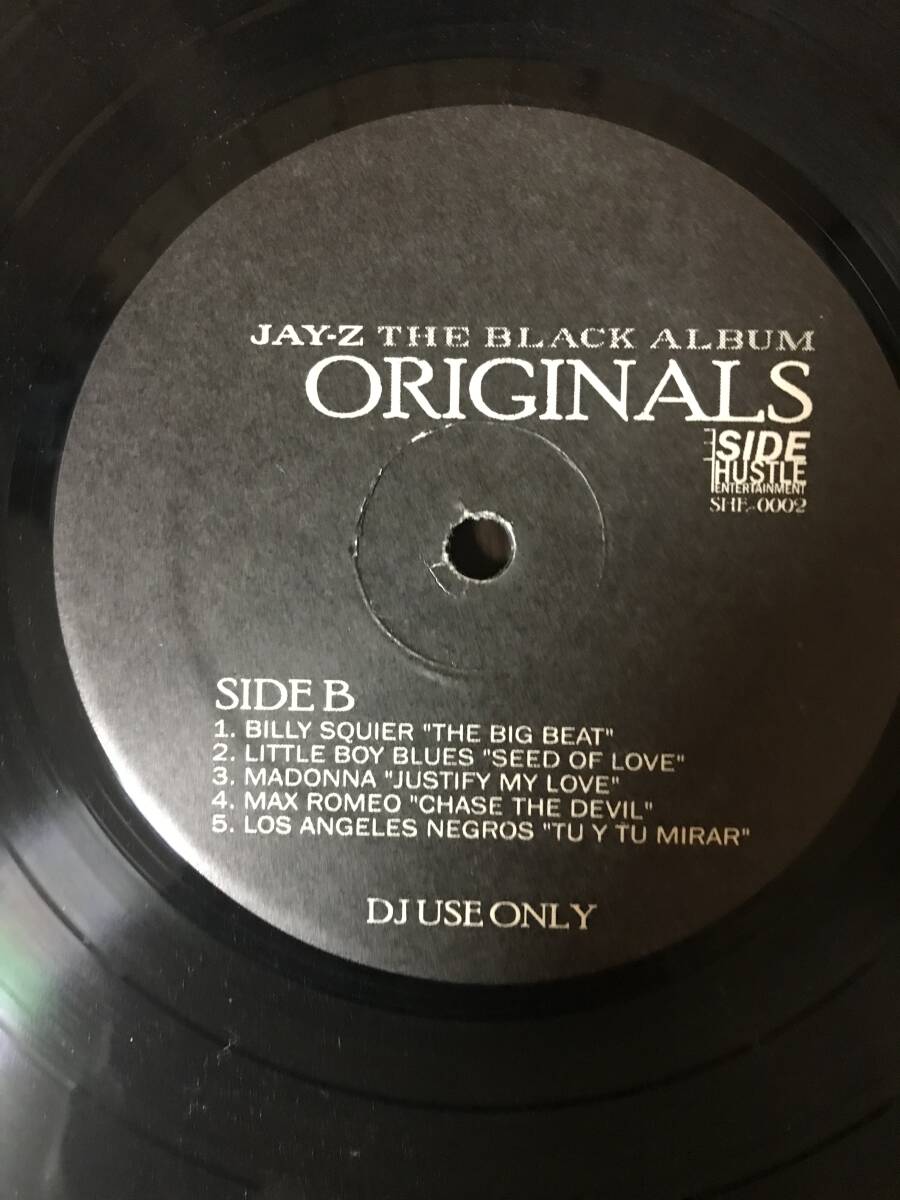 JAY-Z THE BLACK ALBUM
ORIGINALS
SIDE
HUSTLE
ENTERTAINMENT
SHE-0002
SIDE B
1. BILLY SQUIER "THE BIG BEAT"
2. LITTLE BOY BLUES "SEED OF LOVE"
3. MADONNA "JUSTIFY MY LOVE"
4. MAX ROMEO "CHASE THE DEVIL"
5. LOS ANGELES NEGROS "TU Y TU MIRAR"
DJ USE ONLY